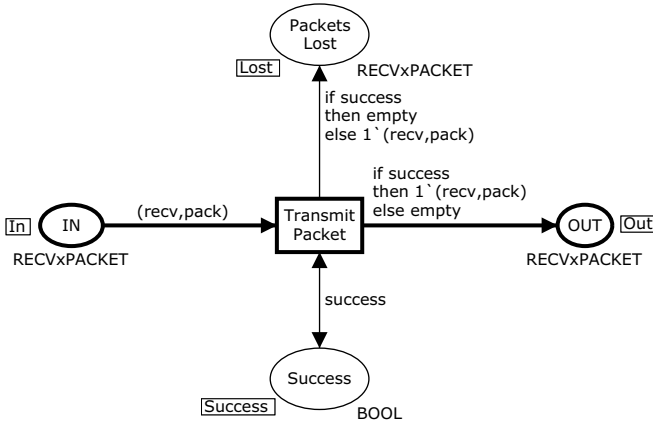 Packets
Lost
Lost
RECVxPACKET
if success
then empty
else 1`(recv,pack)
if success
then 1`(recv,pack)
else empty
In
IN
(recv,pack)
Transmit
Packet
OUT
Out
RECVxPACKET
RECVxPACKET
success
Success
Success
BOOL